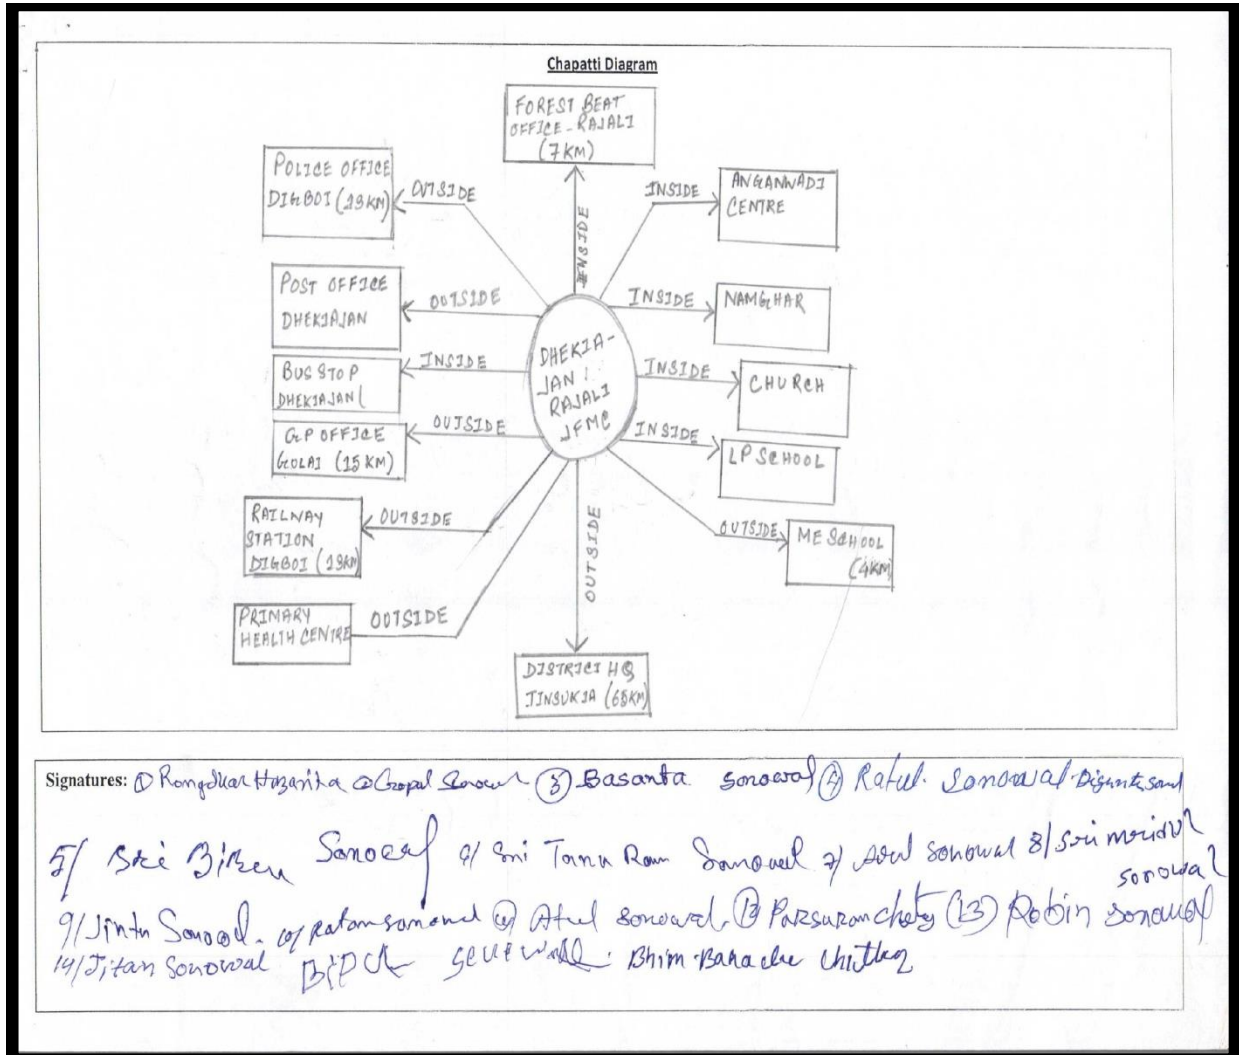 Chapatti Diagram
FOREST BEAT
OFFICE-RAJALI
(7KM)
POLICE OFFICE
DIGBOI (19KM)
OUTSIDE
INSIDE
INSIDE
ANGANWADI
CENTRE
POST OFFICE
DHEKIAJAN
OUTSIDE
INSIDE
NAMGHAR
BUS STOP
DHEKIAJAN
INSIDE
DHEKIA-
JAN
RAJALI
JFMC
INSIDE
CHURCH
GP OFFICE
GOLAI (15 KM)
OUTSIDE
INSIDE
LP SCHOOL
RAILWAY
STATION
DIGBOI (19KM)
OUTSIDE
OUTSIDE
OUTSIDE
ME SCHOOL
(4KM)
PRIMARY
HEALTH CENTRE
OUTSIDE
DISTRICT HQ
TINSUKIA (68KM)
Signatures: ① Hazarika ② Gopal ③ Basanta sonowal ④ Ratul Sonowal
5/ Sri Biren Sonowal 6/ Sri Tanu Ram Sonowal 7/ sonowal 8/ Sri
sonowal
9/ Jintu Sonowal 10/ Ratan sonowal ⑪ Atul sonowal ⑫ (13) Robin Sonowal
14/ Jitan Sonowal Bhim